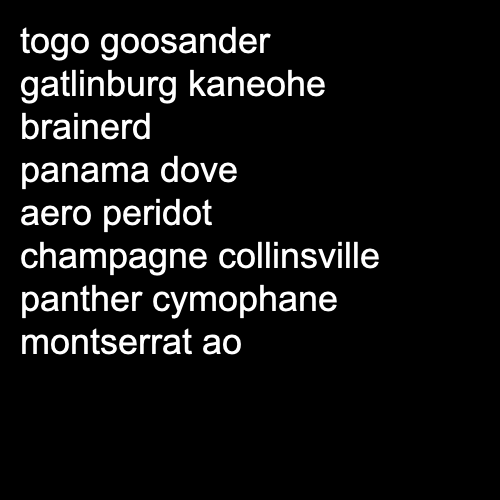 togo goosander
gatlinburg kaneohe
brainerd
panama dove
aero peridot
champagne collinsville
panther cymophane
montserrat ao